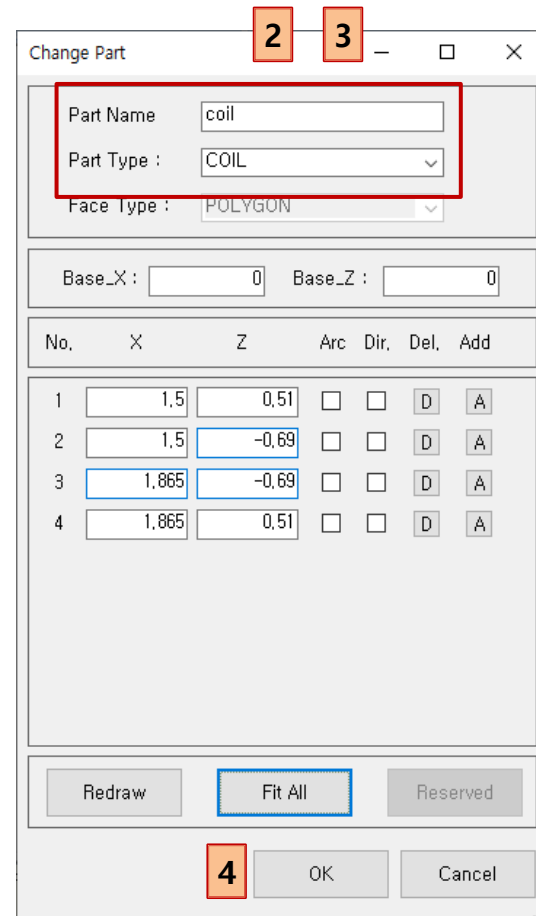 2 3
Change Part
Part Name coil
Part Type : COIL
Face Type : POLYGON
Base_X : 0 Base_Z : 0
No. X Z Arc Dir. Del. Add
1 1.5 0.51 D A
2 1.5 -0.69 D A
3 1.865 -0.69 D A
4 1.865 0.51 D A
Redraw Fit All Reserved
4 OK Cancel